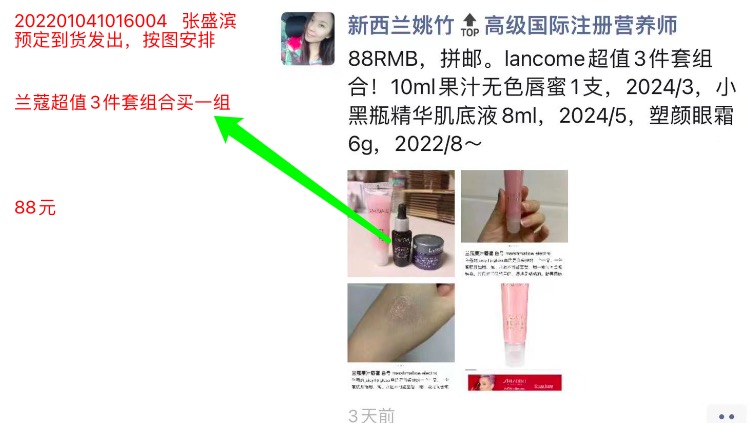 202201041016004 张盛滨
预定到货发出，按图安排
兰蔻超值3件套组合买一组
88元
新西兰姚竹 TOP 高级国际注册营养师
88RMB，拼邮。lancome超值3件套组
合！10ml果汁无色唇蜜1支，2024/3，小
黑瓶精华肌底液8ml，2024/5，塑颜眼霜
6g，2022/8～
3天前